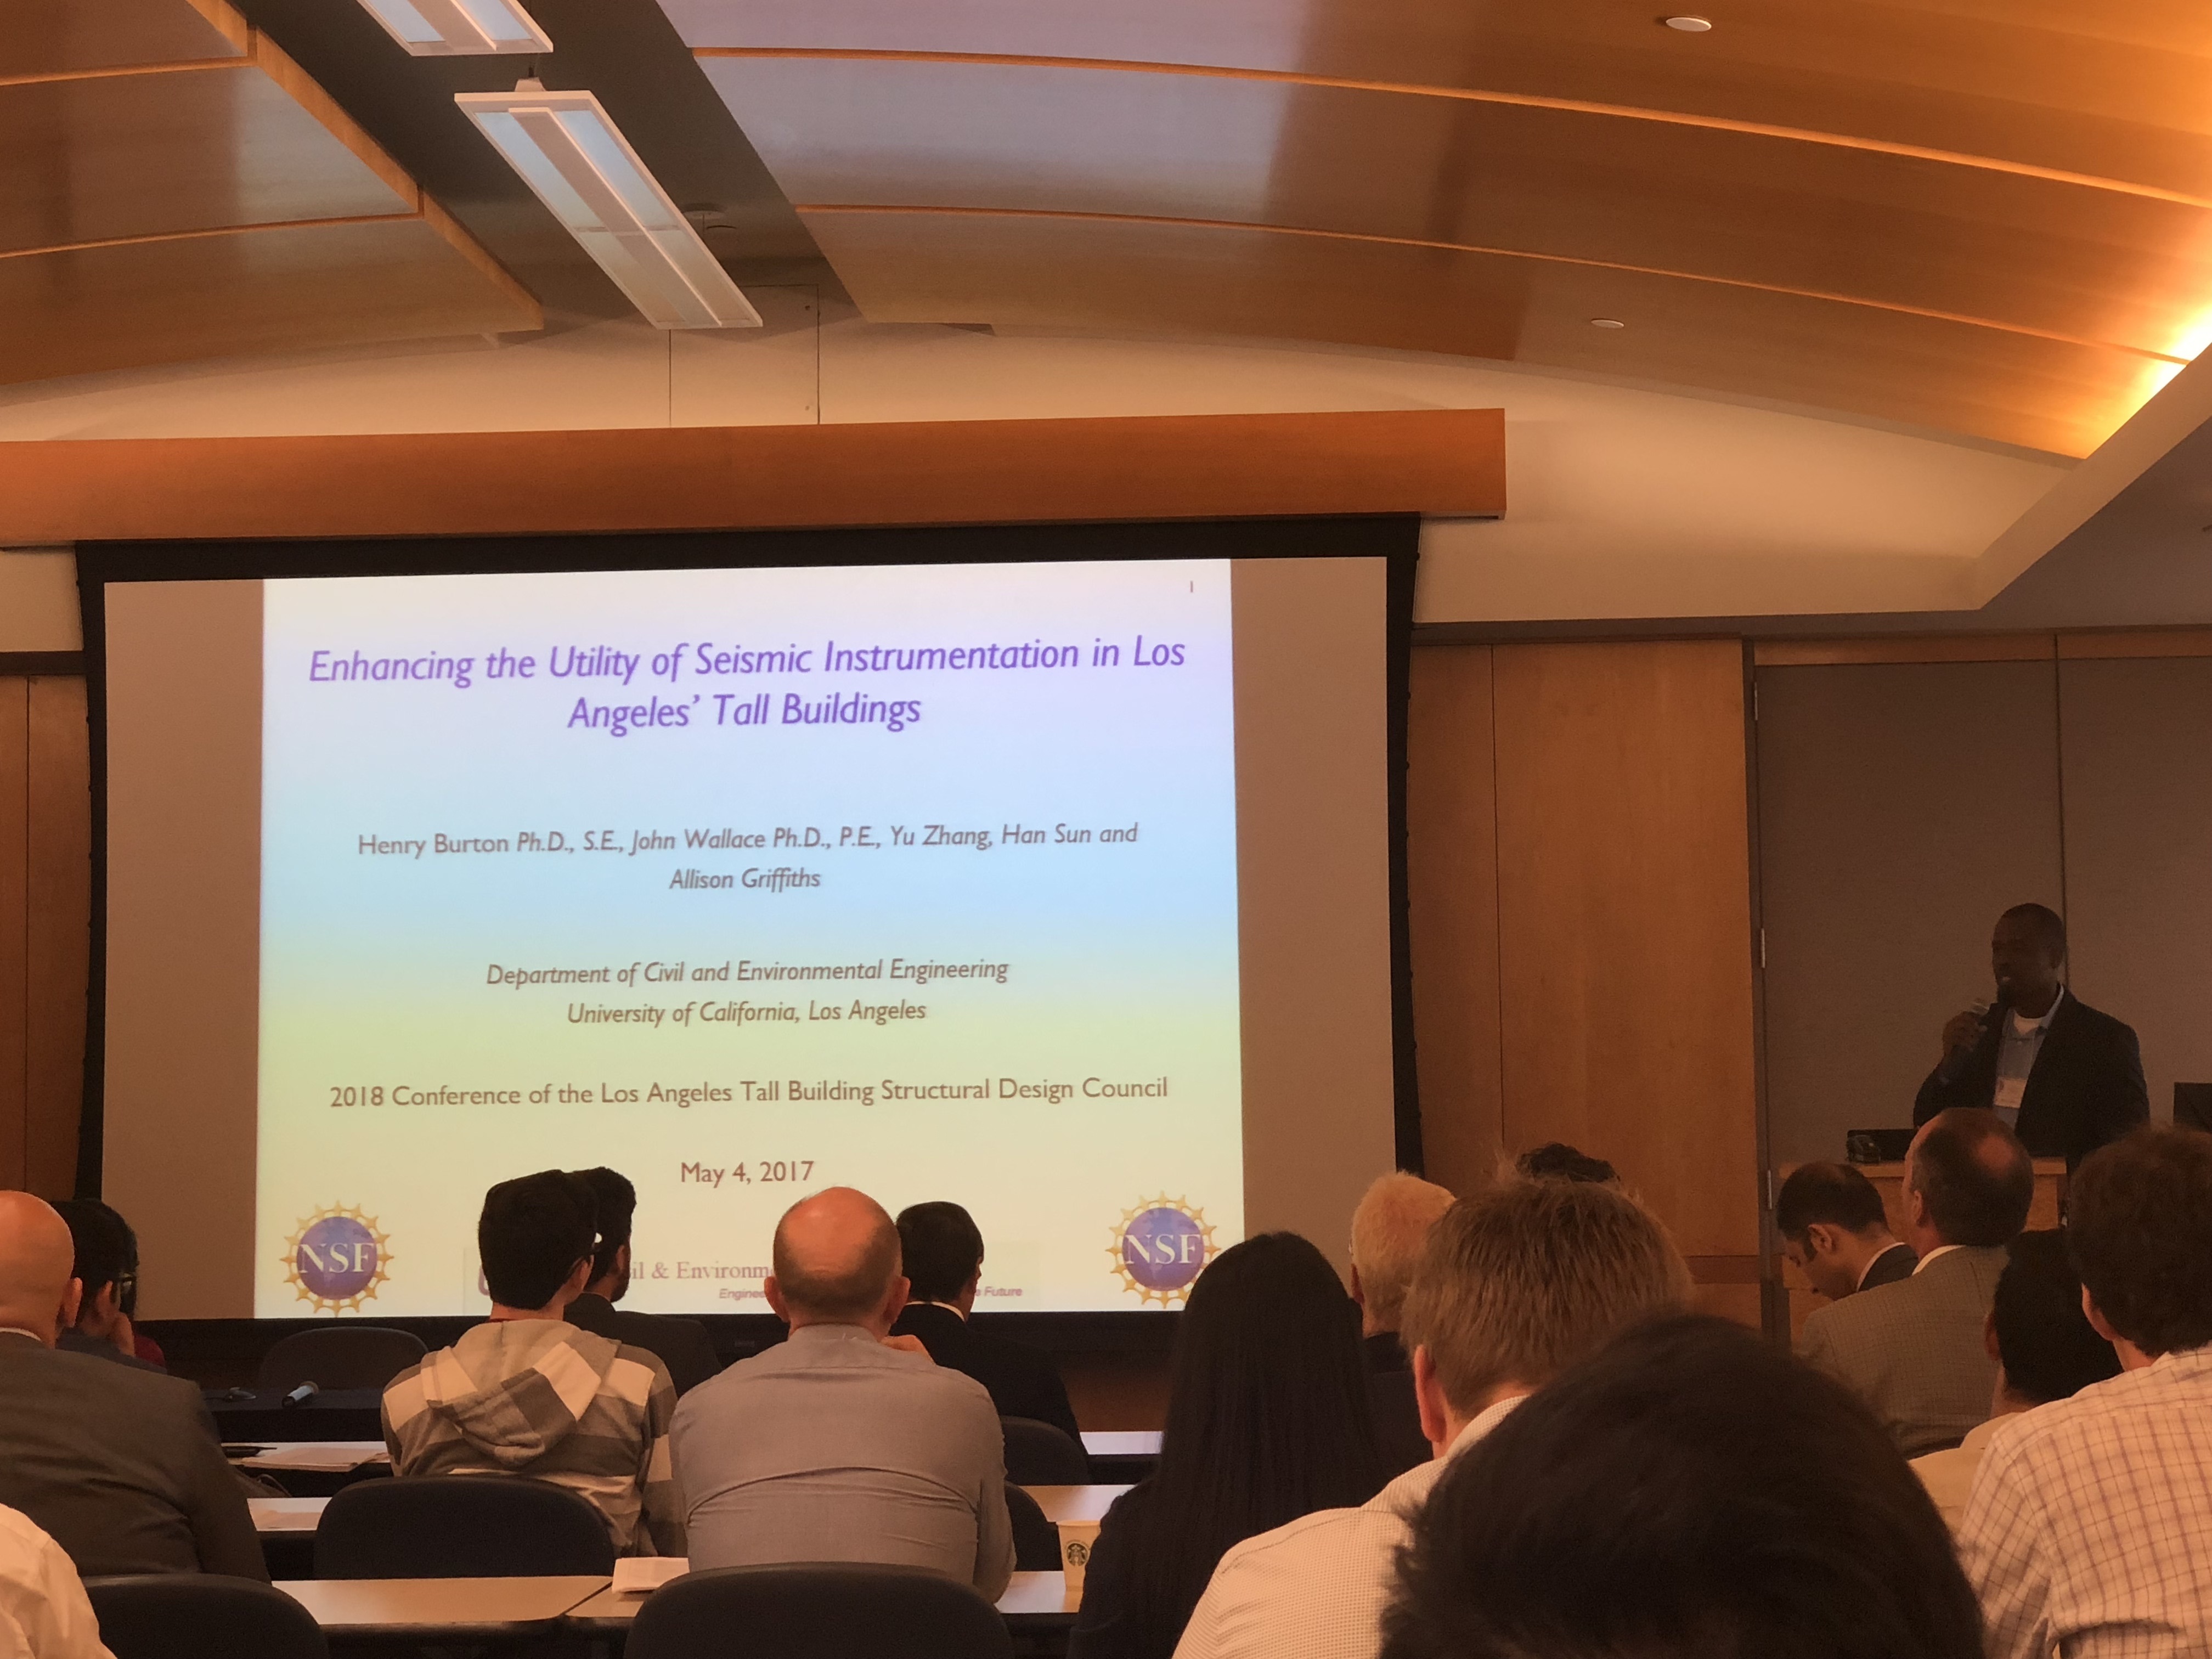 1
Enhancing the Utility of Seismic Instrumentation in Los
Angeles’ Tall Buildings
Henry Burton Ph.D., S.E., John Wallace Ph.D., P.E., Yu Zhang, Han Sun and
Allison Griffiths
Department of Civil and Environmental Engineering
University of California, Los Angeles
2018 Conference of the Los Angeles Tall Building Structural Design Council
May 4, 2017
NSF
NSF
& Environm
Future